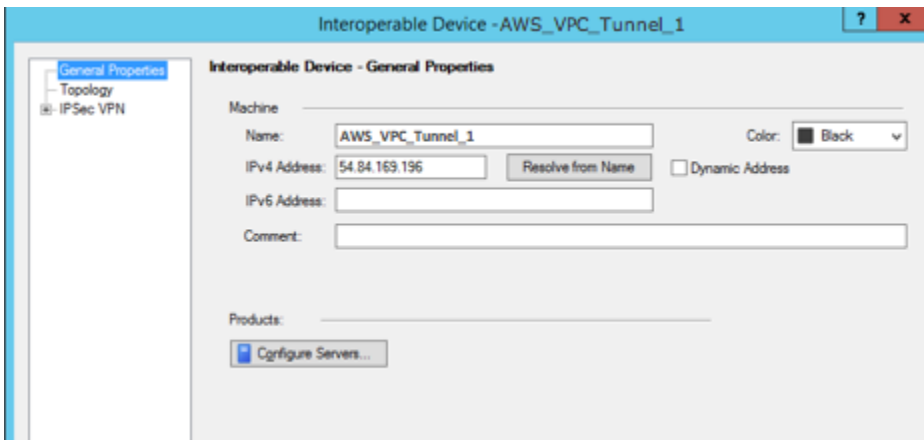 Interoperable Device -AWS_VPC_Tunnel_1
? x
General Properties
Topology
IPSec VPN
Interoperable Device - General Properties
Machine
Name: AWS_VPC_Tunnel_1 Color: Black
IPv4 Address: 54.84.169.196 Resolve from Name Dynamic Address
IPv6 Address:
Comment:
Products:
Configure Servers...